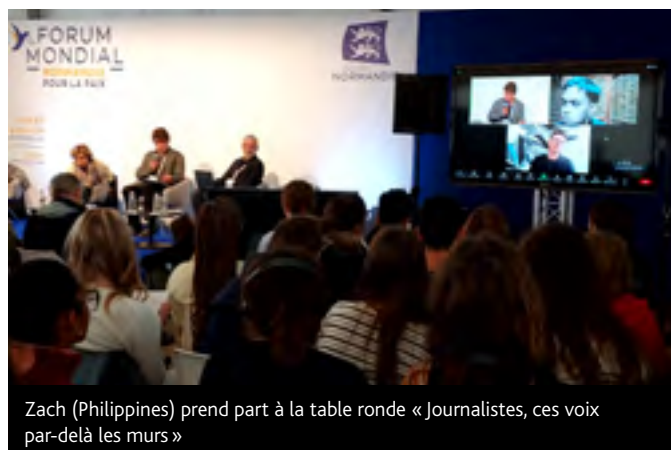 FORUM
MONDIAL
NORMANDIE
POUR LA PAIX
NORMANDIE
Zach (Philippines) prend part à la table ronde « Journalistes, ces voix
par-delà les murs »